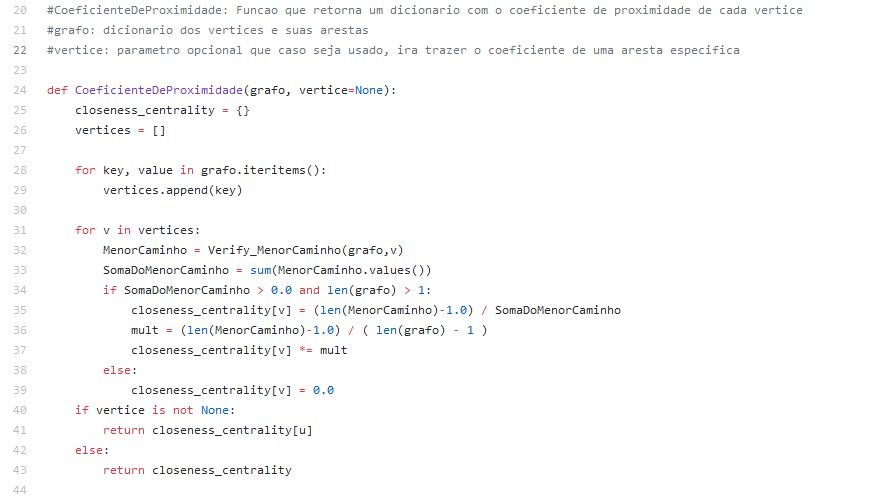 20 #CoeficienteDeProximidade: Funcao que retorna um dicionario com o coeficiente de proximidade de cada vertice
21 #grafo: dicionario dos vertices e suas arestas
22 #vertice: parametro opcional que caso seja usado, ira trazer o coeficiente de uma aresta especifica
23
24 def CoeficienteDeProximidade(grafo, vertice=None):
25     closeness_centrality = {}
26     vertices = []
27
28     for key, value in grafo.iteritems():
29         vertices.append(key)
30
31     for v in vertices:
32         MenorCaminho = Verify_MenorCaminho(grafo,v)
33         SomaDoMenorCaminho = sum(MenorCaminho.values())
34         if SomaDoMenorCaminho > 0.0 and len(grafo) > 1:
35             closeness_centrality[v] = (len(MenorCaminho)-1.0) / SomaDoMenorCaminho
36             mult = (len(MenorCaminho)-1.0) / ( len(grafo) - 1 )
37             closeness_centrality[v] *= mult
38         else:
39             closeness_centrality[v] = 0.0
40     if vertice is not None:
41         return closeness_centrality[u]
42     else:
43         return closeness_centrality
44